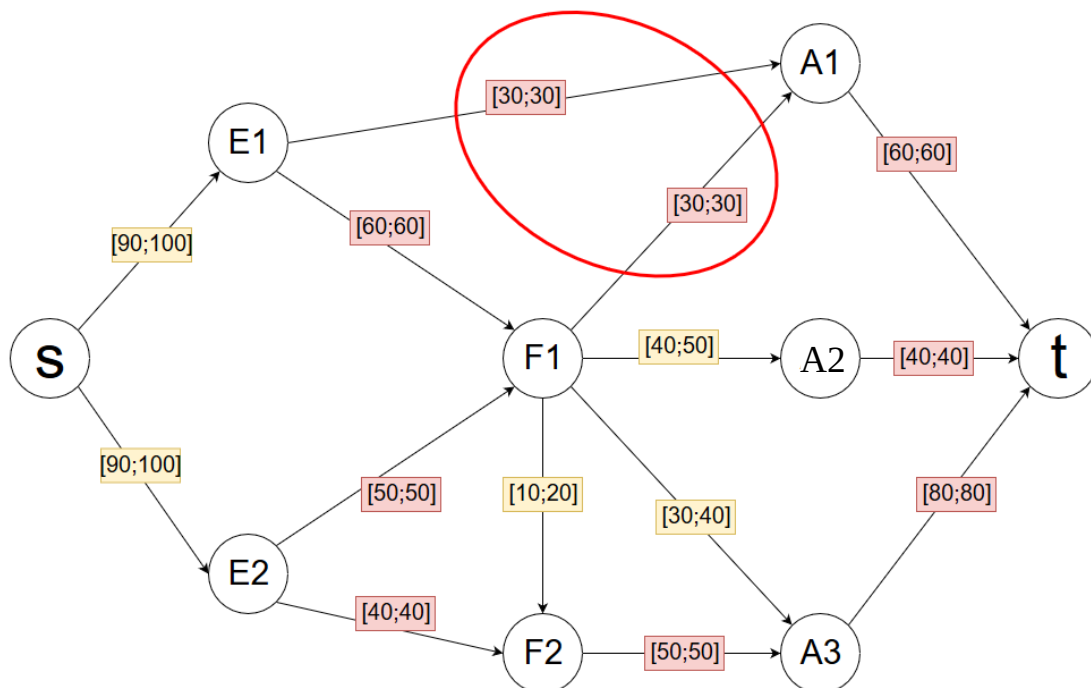 A1
[30;30]
E1
[60;60]
[30;30]
[60;60]
[90;100]
s
F1
[40;50]
A2
[40;40]
t
[90;100]
[50;50]
[10;20]
[30;40]
[80;80]
E2
[40;40]
F2
[50;50]
A3